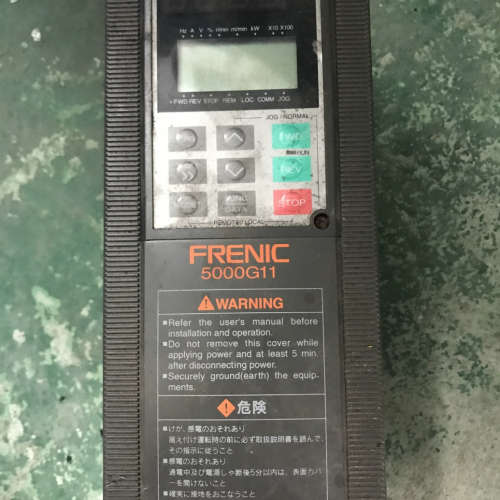 Hz A V % r/min m/min kW X10 X100
FWD REV STOP REM LOC COMM JOG
JOG / NORMAL
FWD
RUN
REV
STOP
DATA
REMOTE / LOCAL
FRENIC
5000G11
WARNING
■Refer the user's manual before
installation and operation.
■Do not remove this cover while
applying power and at least 5 min.
after disconnecting power.
■Securely ground(earth) the equip-
ments.
危険
■けが、感電のおそれあり
据え付け運転時の前に必ず取扱説明書を読んで、
その指示に従うこと
■感電のおそれあり
通電中及び電源しゃ断後5分以内は、表面カバ
ーを開けないこと
■確実に接地をおこなうこと